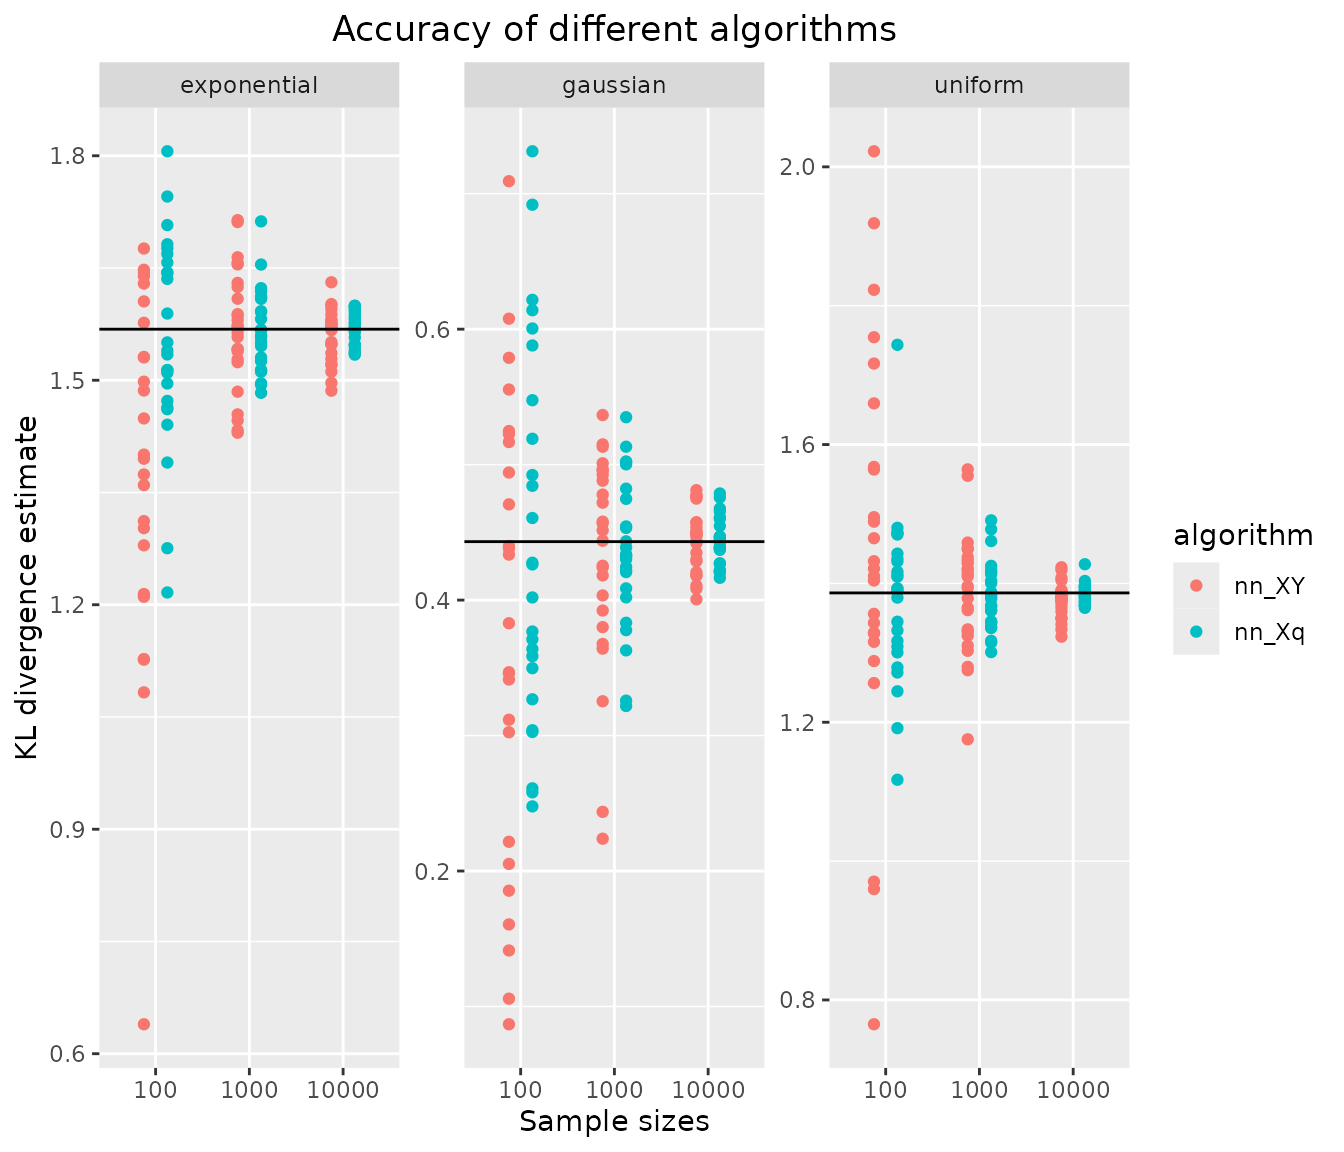 Accuracy of different algorithms
exponential
gaussian
uniform
KL divergence estimate
1.8
1.5
1.2
0.9
0.6
0.6
0.4
0.2
2.0
1.6
1.2
0.8
100 1000 10000
100 1000 10000
100 1000 10000
Sample sizes
algorithm
nn_XY
nn_Xq